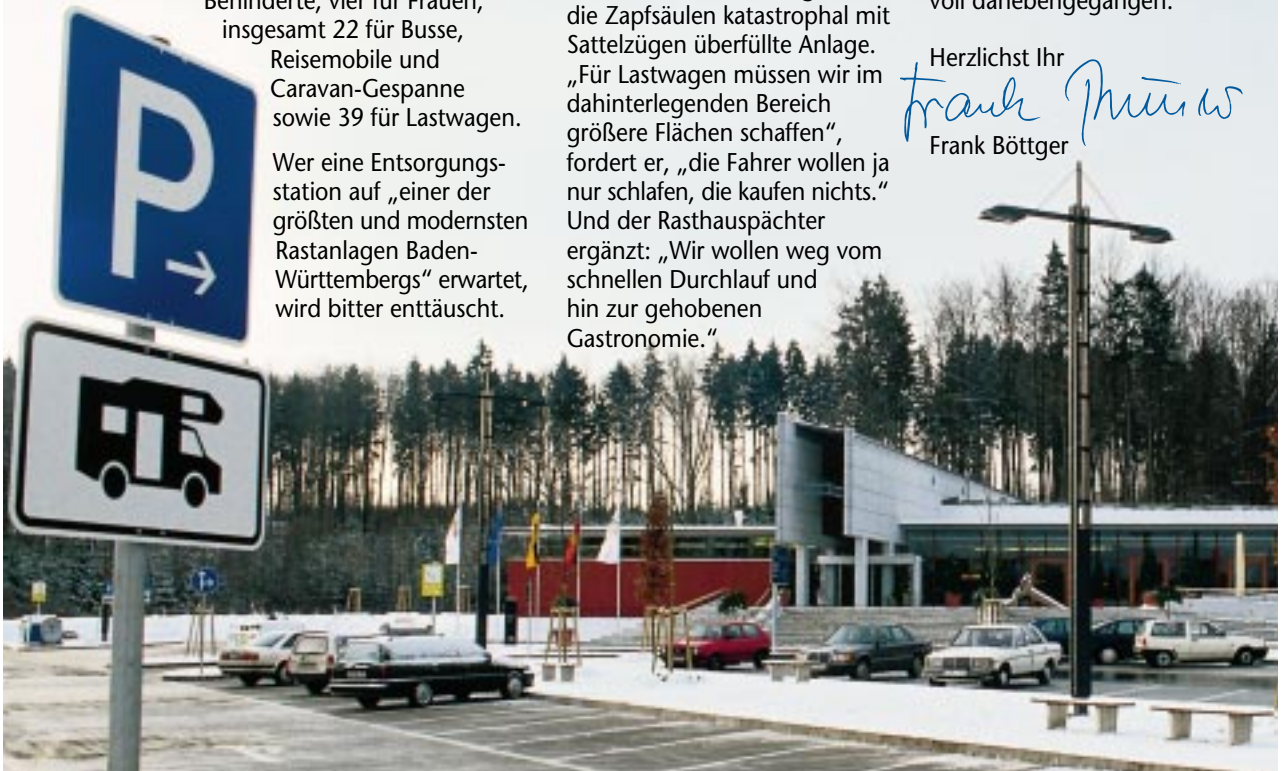 Behinderte, vier für Frauen,
insgesamt 22 für Busse,
Reisemobile und
Caravan-Gespanne
sowie 39 für Lastwagen.
Wer eine Entsorgungs-
station auf „einer der
größten und modernsten
Rastanlagen Baden-
Württembergs“ erwartet,
wird bitter enttäuscht.
die Zapfsäulen katastrophal mit
Sattelzügen überfüllte Anlage.
„Für Lastwagen müssen wir im
dahinterlegenden Bereich
größere Flächen schaffen“,
fordert er, „die Fahrer wollen ja
nur schlafen, die kaufen nichts.“
Und der Rasthauspächter
ergänzt: „Wir wollen weg vom
schnellen Durchlauf und
hin zur gehobenen
Gastronomie.“
voll danebengegangen.
Herzlichst Ihr
Frank
Frank Böttger
P